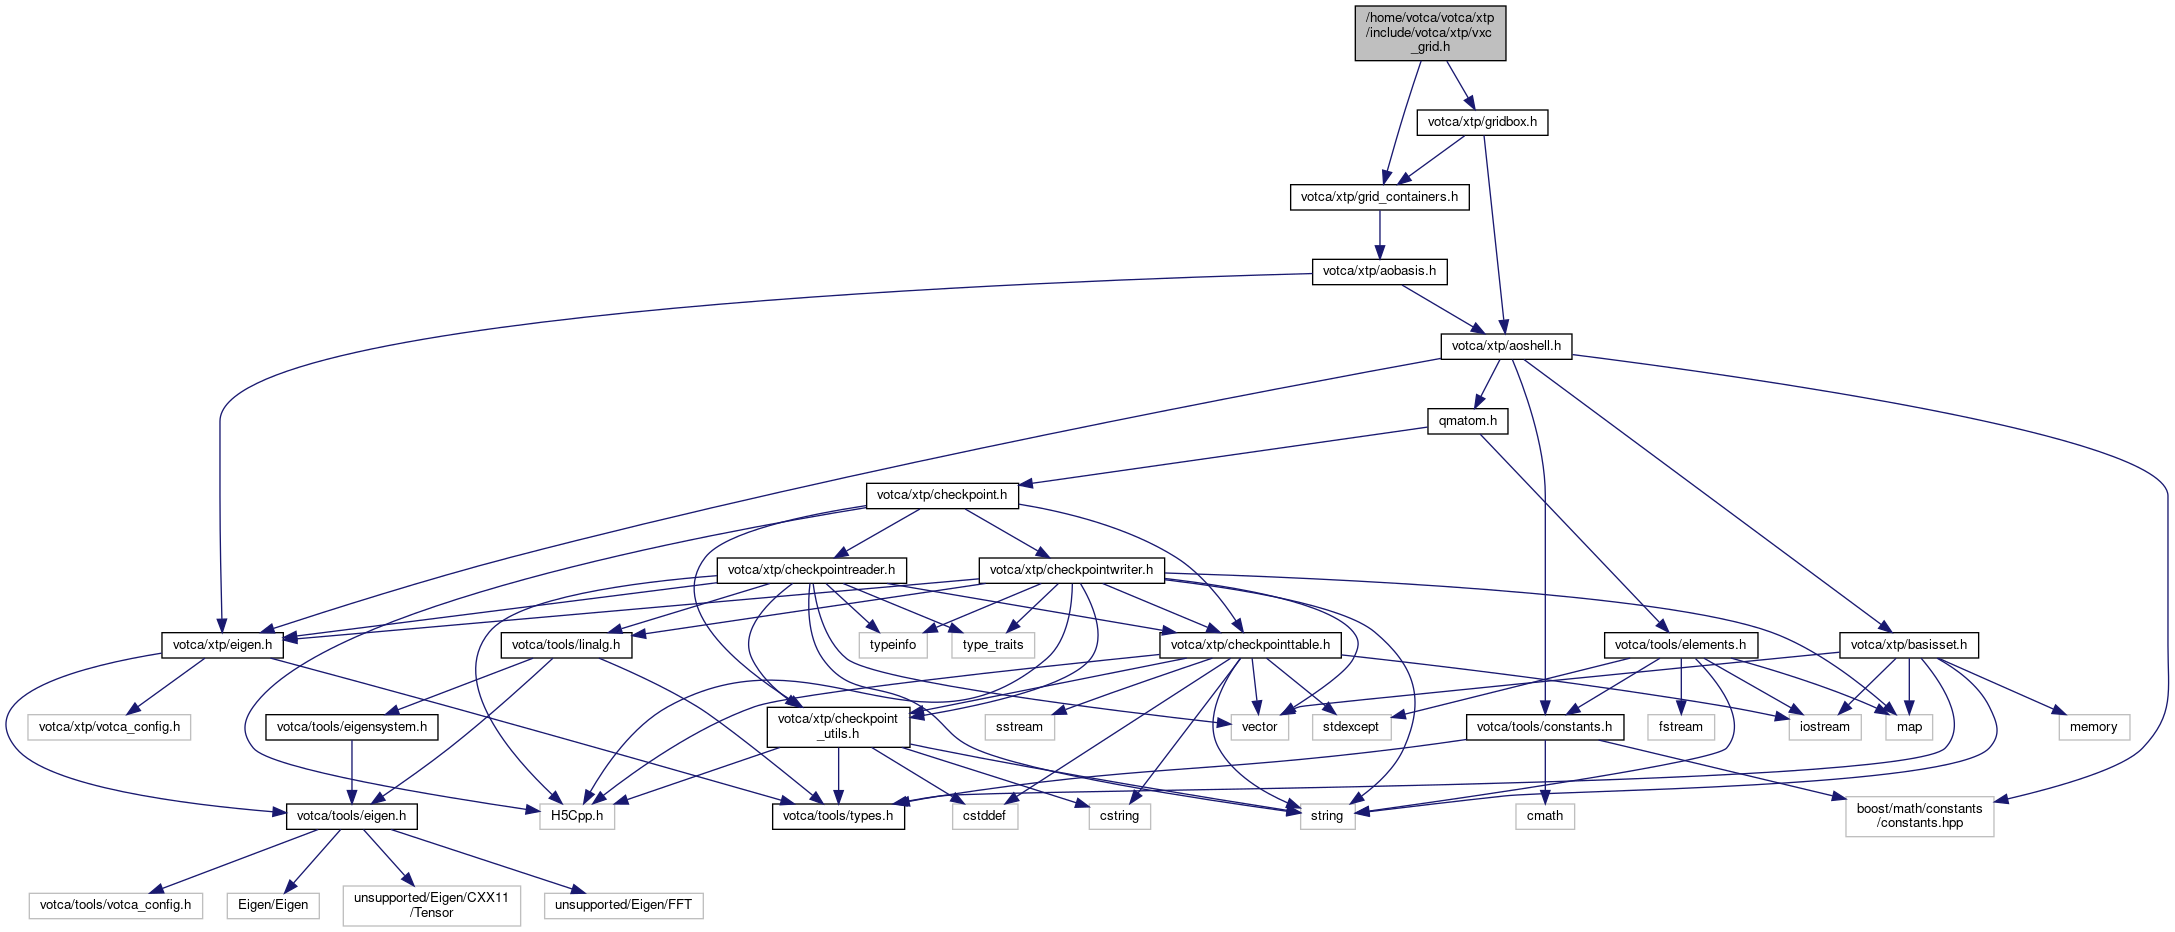 /home/votca/votca/xtp
/include/votca/xtp/vxc
_grid.h
votca/xtp/gridbox.h
votca/xtp/grid_containers.h
votca/xtp/aobasis.h
votca/xtp/aoshell.h
qmatom.h
votca/xtp/checkpoint.h
votca/xtp/checkpointreader.h
votca/xtp/checkpointwriter.h
votca/xtp/eigen.h
votca/tools/linalg.h
typeinfo
type_traits
votca/xtp/checkpointtable.h
votca/tools/elements.h
votca/xtp/basisset.h
votca/xtp/votca_config.h
votca/tools/eigensystem.h
votca/xtp/checkpoint
_utils.h
sstream
vector
stdexcept
votca/tools/constants.h
fstream
iostream
map
memory
votca/tools/eigen.h
H5Cpp.h
votca/tools/types.h
cstddef
cstring
string
cmath
boost/math/constants
/constants.hpp
votca/tools/votca_config.h
Eigen/Eigen
unsupported/Eigen/CXX11
/Tensor
unsupported/Eigen/FFT